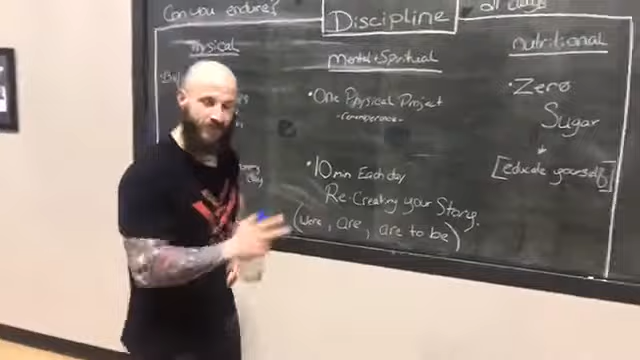 Can you endure?
Discipline
Physical
Mental + Spiritual
Nutritional
• One Physical Project
• Zero
Sugar
[educate yourself]
• 10 min Each day
Re-Creating your Story.
(were, are, are to be)